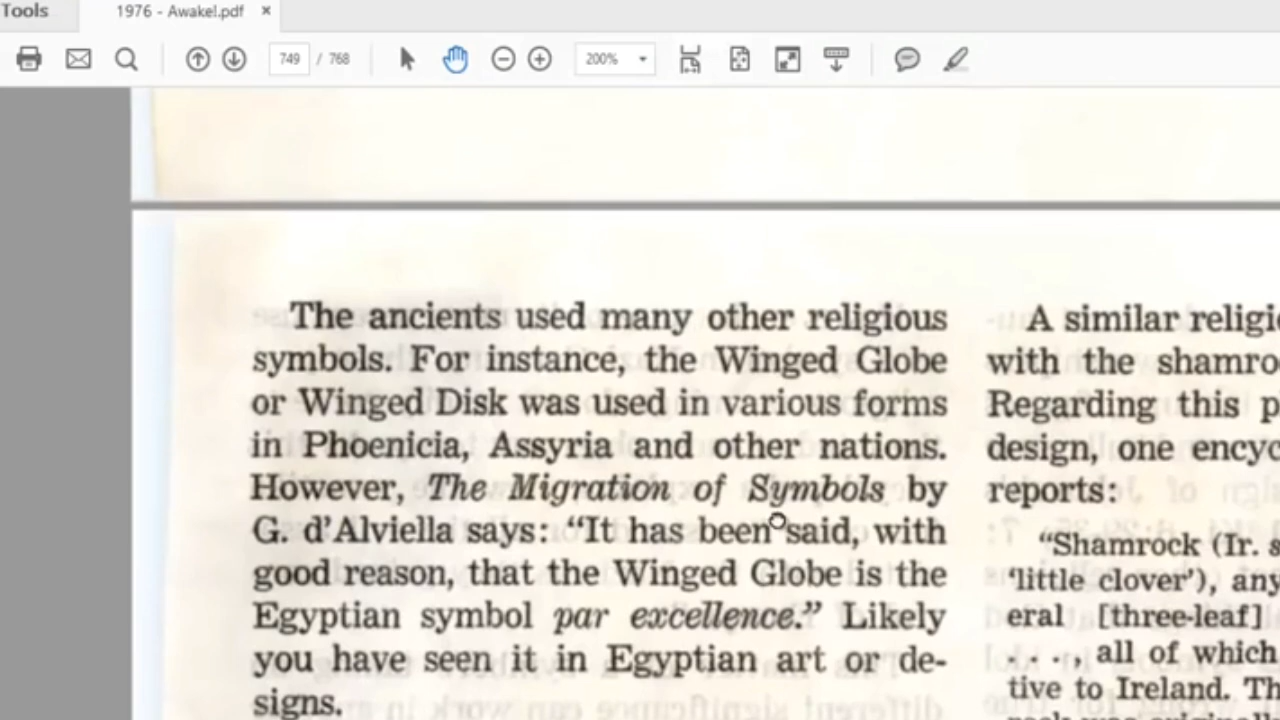 Tools
1976 - Awake!.pdf ×
749 / 768
200%
The ancients used many other religious
symbols. For instance, the Winged Globe
or Winged Disk was used in various forms
in Phoenicia, Assyria and other nations.
However, The Migration of Symbols by
G. d'Alviella says: “It has been said, with
good reason, that the Winged Globe is the
Egyptian symbol par excellence.” Likely
you have seen it in Egyptian art or de-
signs.
A similar religi
with the shamro
Regarding this p
design, one encyc
reports:
“Shamrock (Ir. s
'little clover'), any
eral [three-leaf]
. . ., all of which
tive to Ireland. Th